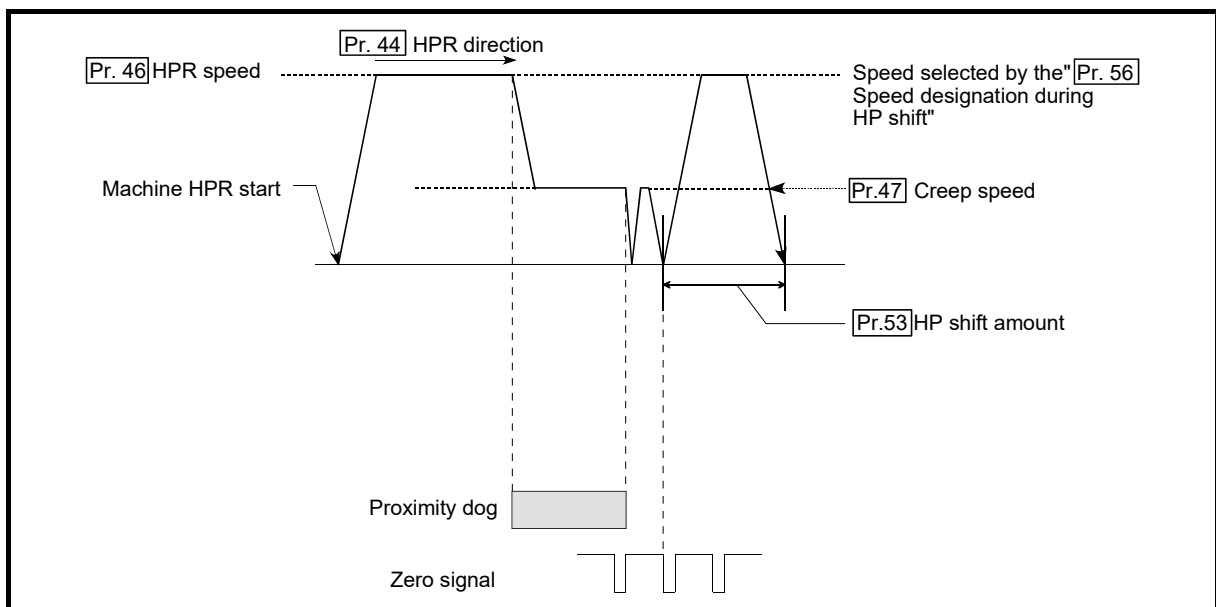 Pr. 44 HPR direction
Pr. 46 HPR speed
Speed selected by the" Pr. 56
Speed designation during
HP shift"
Machine HPR start
Pr.47 Creep speed
Pr.53 HP shift amount
Proximity dog
Zero signal